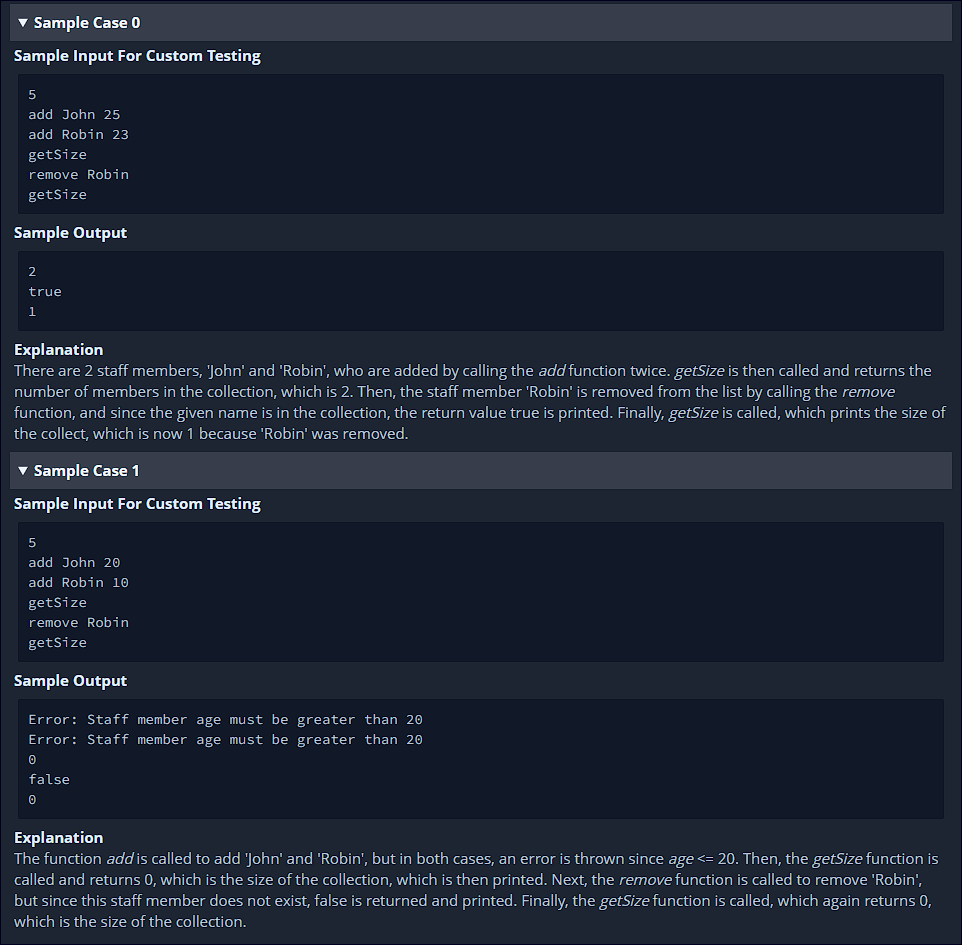 ▼ Sample Case 0
Sample Input For Custom Testing
5
add John 25
add Robin 23
getSize
remove Robin
getSize
Sample Output
2
true
1
Explanation
There are 2 staff members, 'John' and 'Robin', who are added by calling the add function twice. getSize is then called and returns the
number of members in the collection, which is 2. Then, the staff member 'Robin' is removed from the list by calling the remove
function, and since the given name is in the collection, the return value true is printed. Finally, getSize is called, which prints the size of
the collect, which is now 1 because 'Robin' was removed.
▼ Sample Case 1
Sample Input For Custom Testing
5
add John 20
add Robin 10
getSize
remove Robin
getSize
Sample Output
Error: Staff member age must be greater than 20
Error: Staff member age must be greater than 20
0
false
0
Explanation
The function add is called to add 'John' and 'Robin', but in both cases, an error is thrown since age <= 20. Then, the getSize function is
called and returns 0, which is the size of the collection, which is then printed. Next, the remove function is called to remove 'Robin',
but since this staff member does not exist, false is returned and printed. Finally, the getSize function is called, which again returns 0,
which is the size of the collection.